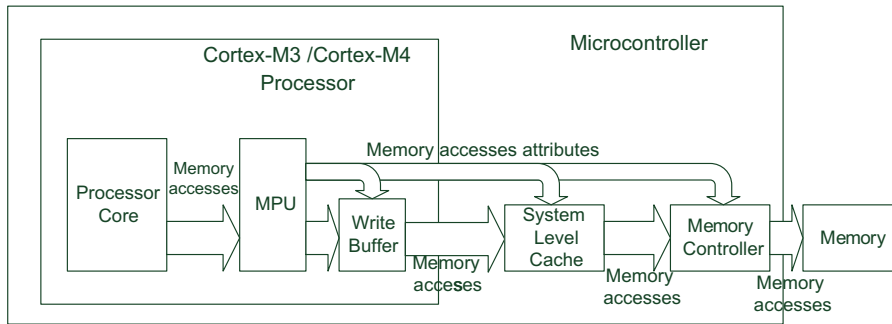 Cortex-M3 /Cortex-M4
Processor
Microcontroller
Memory accesses attributes
Memory
accesses
Processor
Core
MPU
Write
Buffer
System
Level
Cache
Memory
Controller
Memory
Memory
accesses
Memory
accesses
Memory
accesses